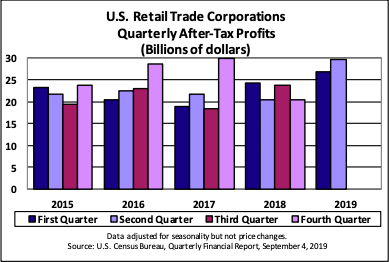 U.S. Retail Trade Corporations
Quarterly After-Tax Profits
(Billions of dollars)
30
25
20
15
10
5
0
2015 2016 2017 2018 2019
First Quarter Second Quarter Third Quarter Fourth Quarter
Data adjusted for seasonality but not price changes.
Source: U.S. Census Bureau, Quarterly Financial Report, September 4, 2019